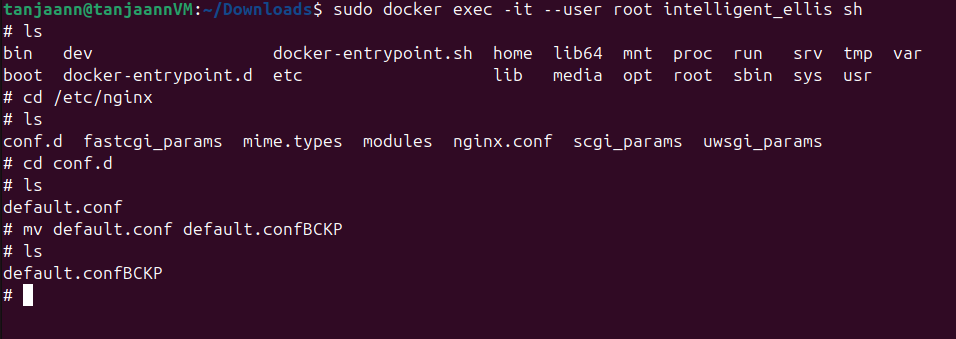 tanjaann@tanjaannVM:~/Downloads$ sudo docker exec -it --user root intelligent_ellis sh
# ls
bin dev docker-entrypoint.sh home lib64 mnt proc run srv tmp var
boot docker-entrypoint.d etc lib media opt root sbin sys usr
# cd /etc/nginx
# ls
conf.d fastcgi_params mime.types modules nginx.conf scgi_params uwsgi_params
# cd conf.d
# ls
default.conf
# mv default.conf default.confBCKP
# ls
default.confBCKP
#